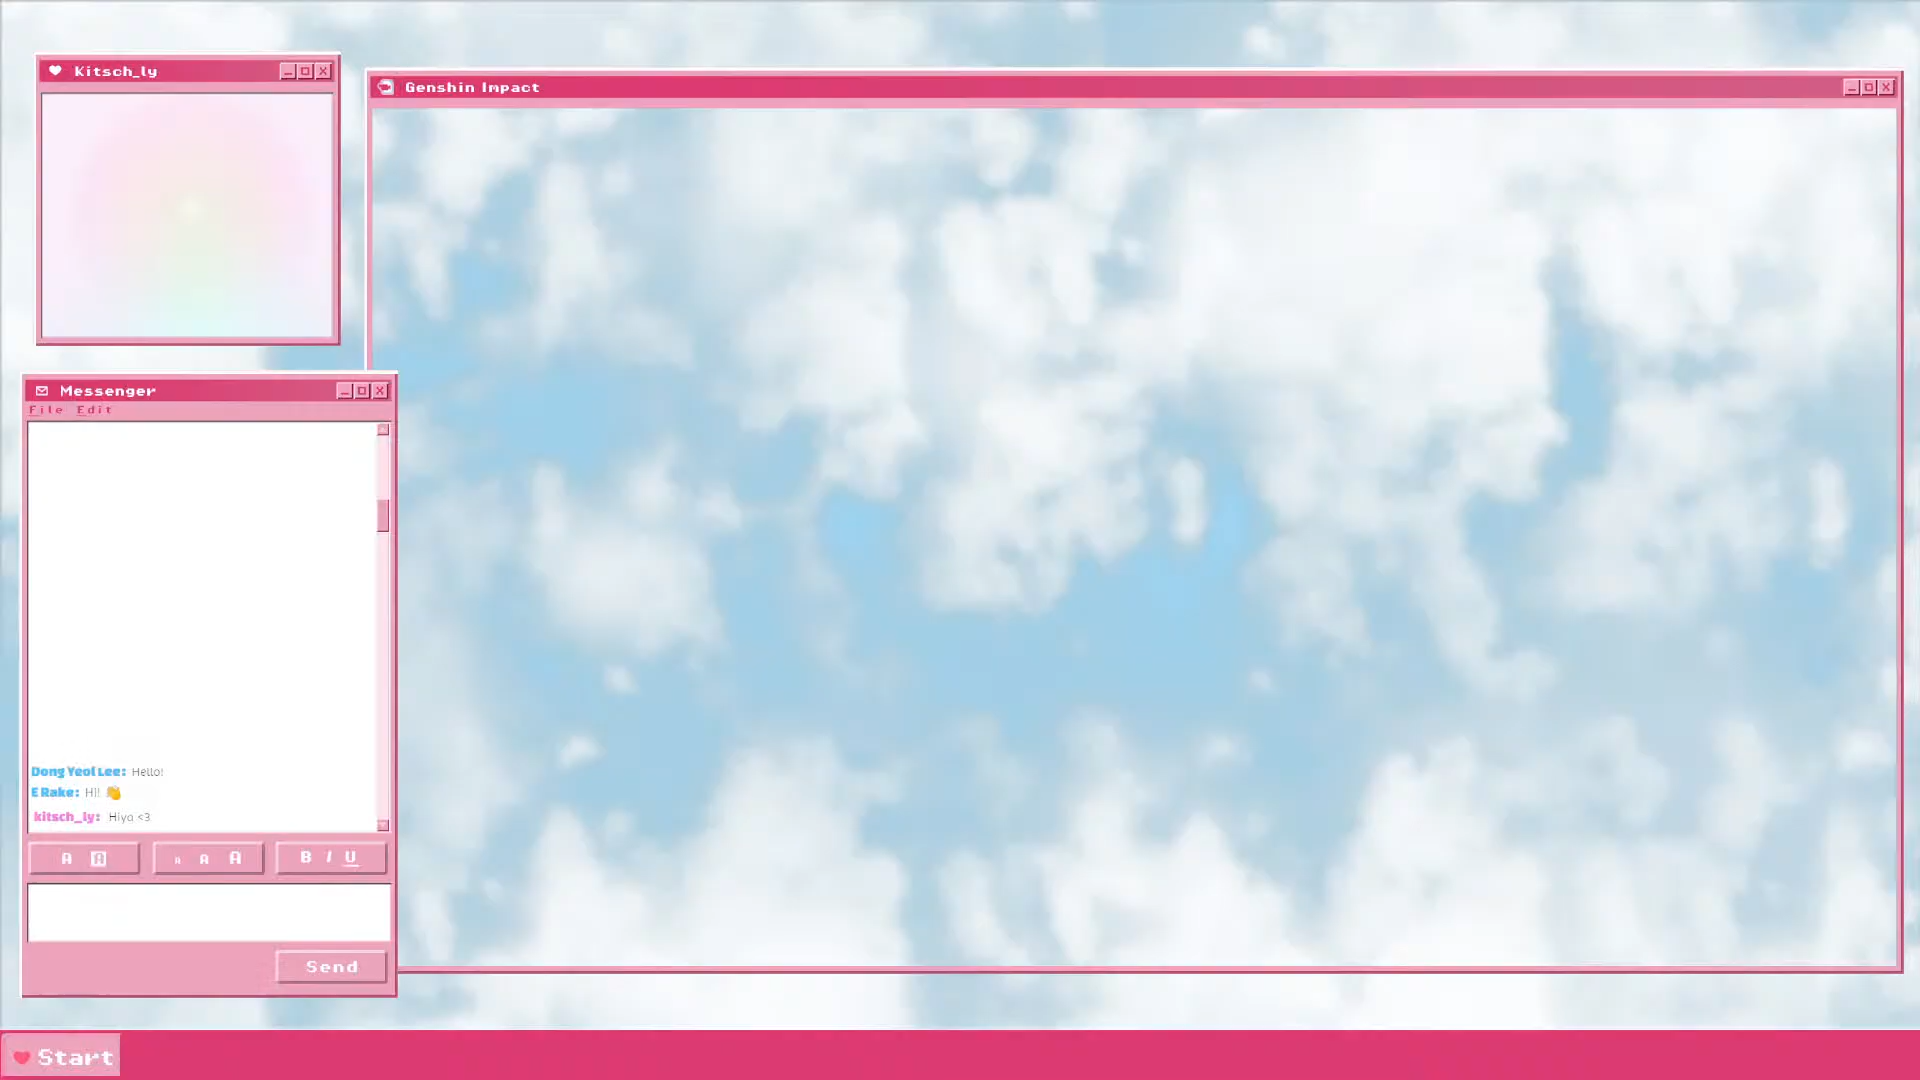 Kitsch_ly
Genshin Impact
Messenger
File Edit
Dong Yeol Lee: Hello!
E Rake: Hi! 👏
kitsch_ly: Hiya <3
A A
A A A
B I U
Send
Start